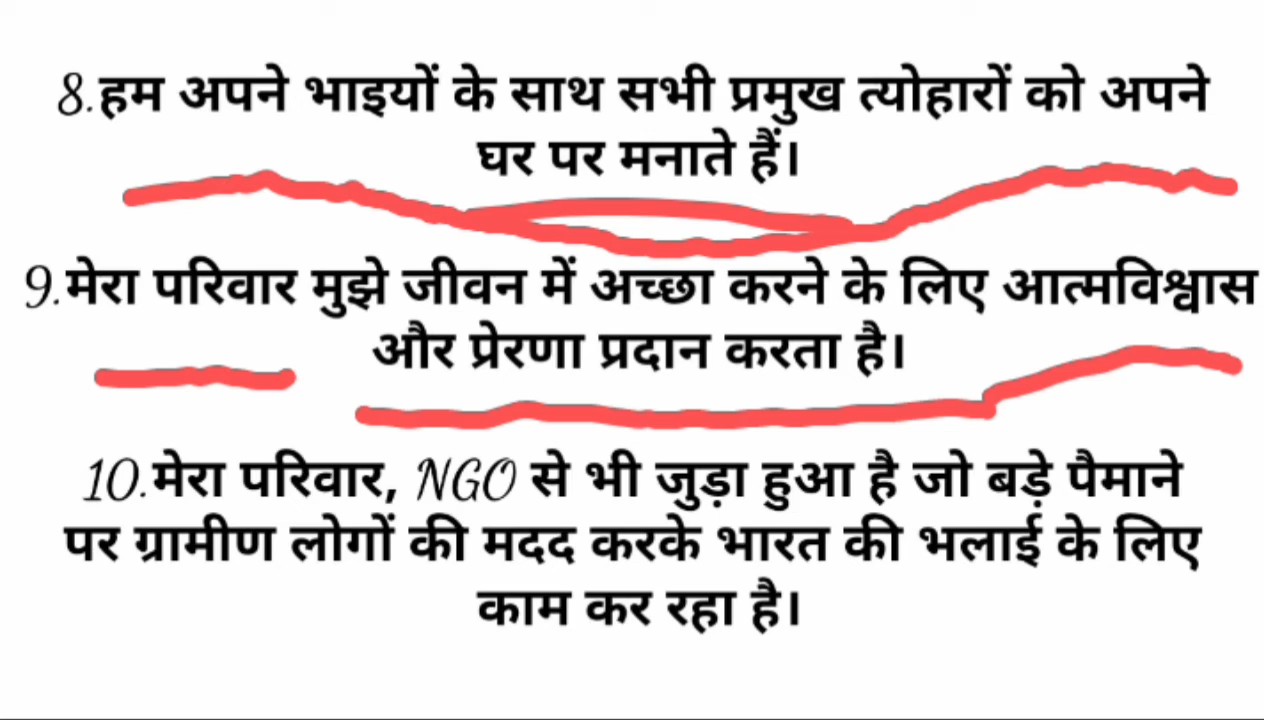 8.हम अपने भाइयों के साथ सभी प्रमुख त्योहारों को अपने
घर पर मनाते हैं।
9.मेरा परिवार मुझे जीवन में अच्छा करने के लिए आत्मविश्वास
और प्रेरणा प्रदान करता है।
10.मेरा परिवार, NGO से भी जुड़ा हुआ है जो बड़े पैमाने
पर ग्रामीण लोगों की मदद करके भारत की भलाई के लिए
काम कर रहा है।